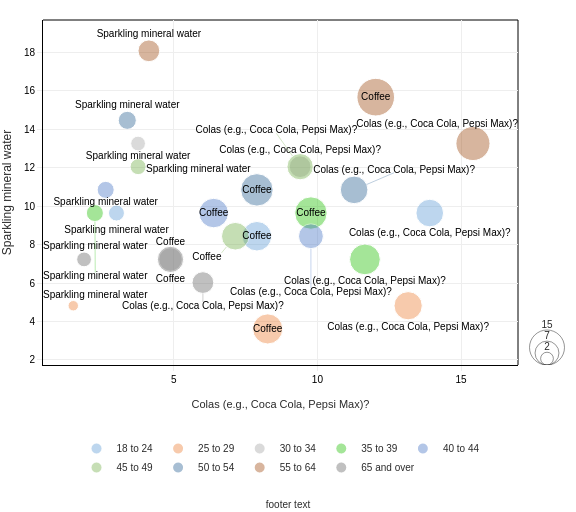 Sparkling mineral water
18
16
Coffee
Sparkling mineral water
14
Colas (e.g., Coca Cola, Pepsi Max)?
Colas (e.g., Coca Cola, Pepsi Max)?
Colas (e.g., Coca Cola, Pepsi Max)?
Sparkling mineral water
12
Sparkling mineral water
Colas (e.g., Coca Cola, Pepsi Max)?
Coffee
Sparkling mineral water
10
Coffee
Coffee
Sparkling mineral water
Colas (e.g., Coca Cola, Pepsi Max)?
Coffee
8
Sparkling mineral water
Coffee
Coffee
Sparkling mineral water
Coffee
6
Colas (e.g., Coca Cola, Pepsi Max)?
Sparkling mineral water
Colas (e.g., Coca Cola, Pepsi Max)?
Colas (e.g., Coca Cola, Pepsi Max)?
4
Coffee
Colas (e.g., Coca Cola, Pepsi Max)?
2
Sparkling mineral water
5
10
15
Colas (e.g., Coca Cola, Pepsi Max)?
15
7
2
18 to 24
25 to 29
30 to 34
35 to 39
40 to 44
45 to 49
50 to 54
55 to 64
65 and over
footer text